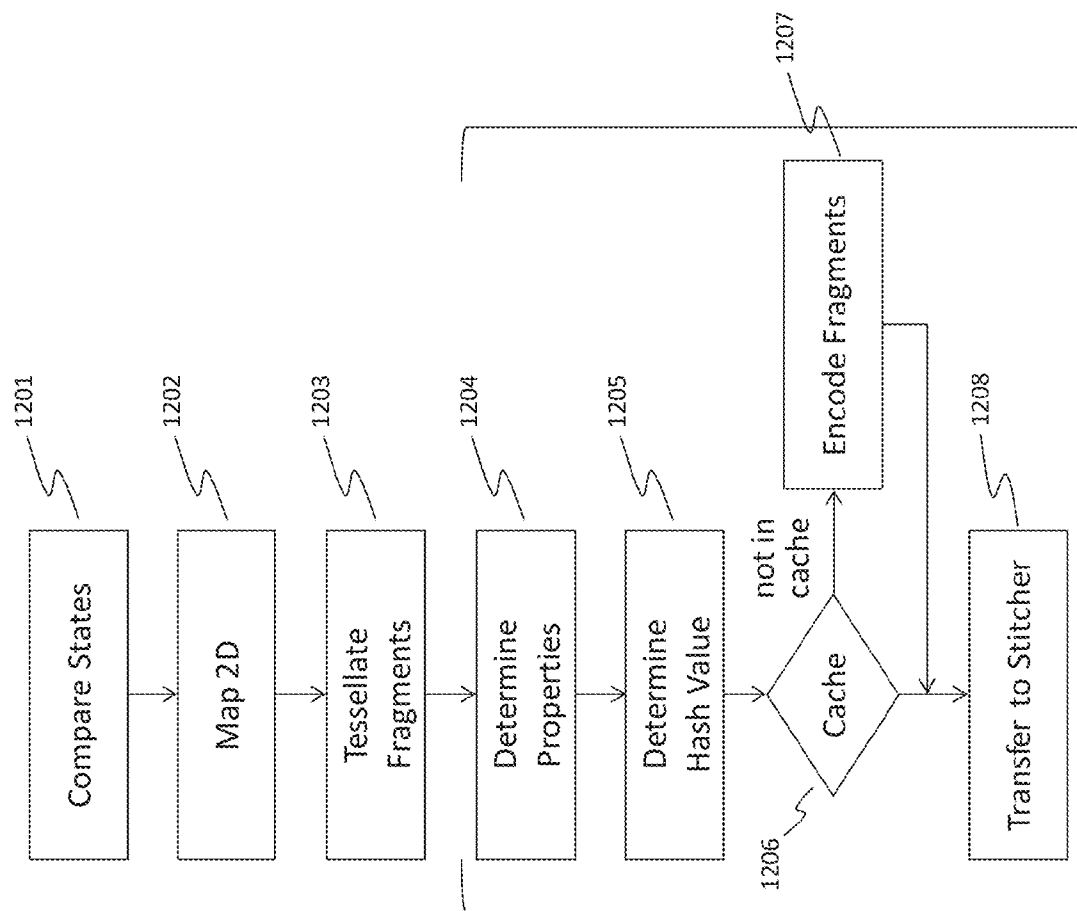 1201
Compare States
1202
Map 2D
1203
Tessellate
Fragments
1204
Determine
Properties
1205
Determine
Hash Value
1206
Cache
not in
cache
1207
Encode Fragments
1208
Transfer to Stitcher